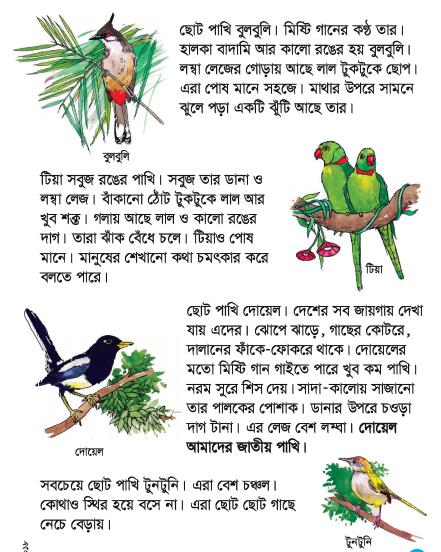 ছোট পাখি বুলবুলি। মিষ্টি গানের কণ্ঠ তার।
হালকা বাদামি আর কালো রঙের হয় বুলবুলি।
লম্বা লেজের গোড়ায় আছে লাল টুকটুকে ছোপ।
এরা পোষ মানে সহজে। মাথার উপরে সামনে
ঝুলে পড়া একটি ঝুঁটি আছে তার।
বুলবুলি
টিয়া সবুজ রঙের পাখি। সবুজ তার ডানা ও
লম্বা লেজ। বাঁকানো ঠোঁট টুকটুকে লাল আর
খুব শক্ত। গলায় আছে লাল ও কালো রঙের
দাগ। তারা ঝাঁক বেঁধে চলে। টিয়াও পোষ
মানে। মানুষের শেখানো কথা চমৎকার করে
বলতে পারে।
টিয়া
ছোট পাখি দোয়েল। দেশের সব জায়গায় দেখা
যায় এদের। ঝোপে ঝাড়ে, গাছের কোটরে,
দালানের ফাঁকে-ফোকরে থাকে। দোয়েলের
মতো মিষ্টি গান গাইতে পারে খুব কম পাখি।
নরম সুরে শিস দেয়। সাদা-কালোয় সাজানো
তার পালকের পোশাক। ডানার উপরে চওড়া
দাগ টানা। এর লেজ বেশ লম্বা। দোয়েল
আমাদের জাতীয় পাখি।
দোয়েল
সবচেয়ে ছোট পাখি টুনটুনি। এরা বেশ চঞ্চল।
কোথাও স্থির হয়ে বসে না। এরা ছোট ছোট গাছে
নেচে বেড়ায়।
টুনটুনি